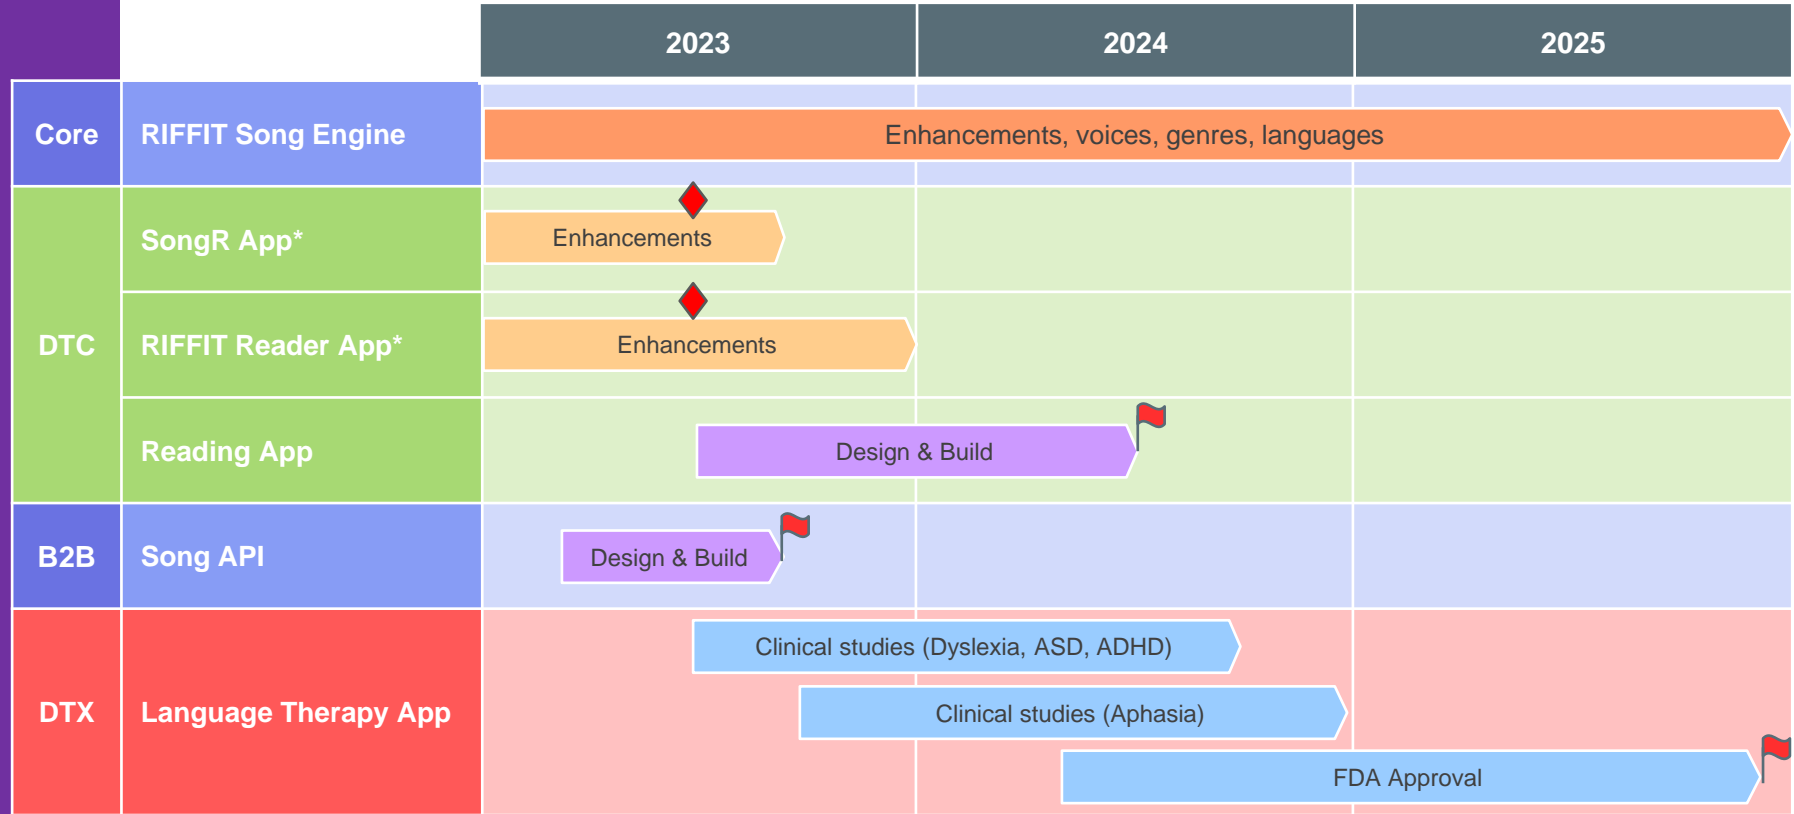 2023
2024
2025
Core
RIFFIT Song Engine
Enhancements, voices, genres, languages
DTC
SongR App*
Enhancements
RIFFIT Reader App*
Enhancements
Reading App
Design & Build
B2B
Song API
Design & Build
DTX
Language Therapy App
Clinical studies (Dyslexia, ASD, ADHD)
Clinical studies (Aphasia)
FDA Approval